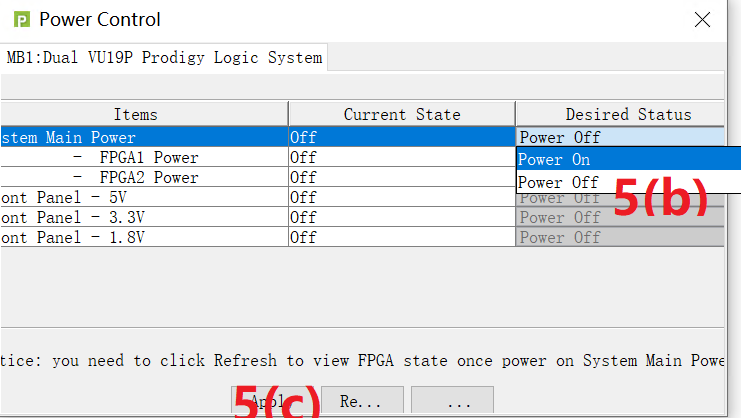 Power Control
MB1:Dual VU19P Prodigy Logic System
Items Current State Desired Status
stem Main Power Off Power Off
- FPGA1 Power Off Power On
- FPGA2 Power Off Power Off
5(b)
ont Panel - 5V Off Power Off
ont Panel - 3.3V Off Power Off
ont Panel - 1.8V Off Power Off
tice: you need to click Refresh to view FPGA state once power on System Main Powe
Appl Re... ...
5(c)